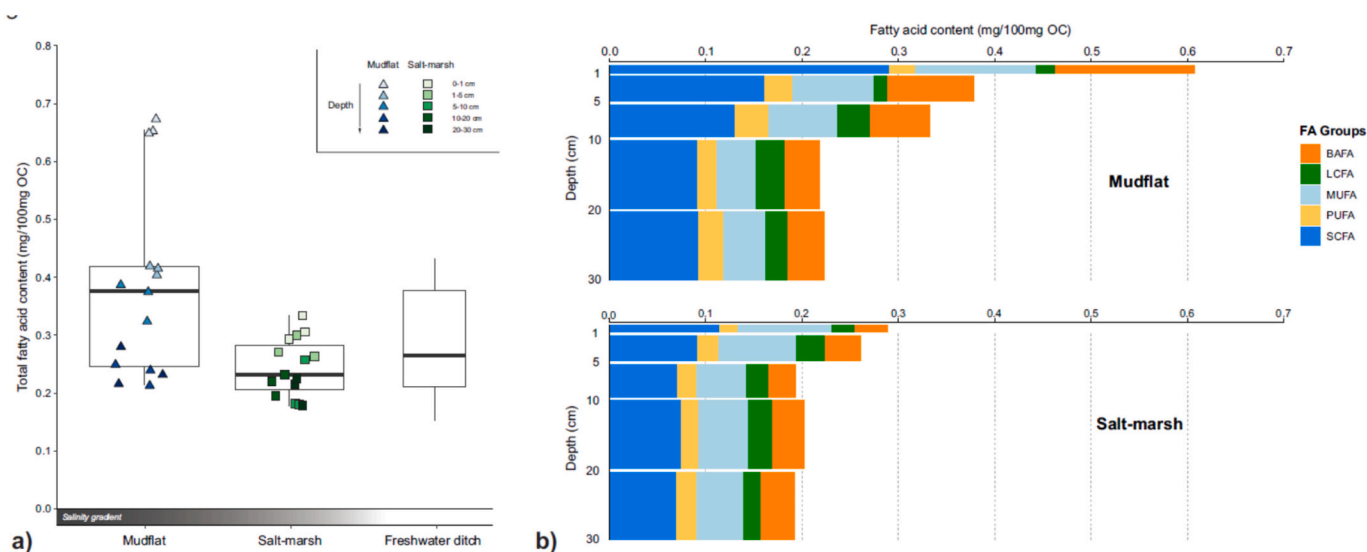 Total fatty acid content (mg/100mg OC)
0.8
0.7
0.6
0.5
0.4
0.3
0.2
0.1
0.0
Mudflat Salt-marsh
Depth
0-1 cm
1-5 cm
5-10 cm
10-20 cm
20-30 cm
Salinity gradient
Mudflat Salt-marsh Freshwater ditch
a)
Fatty acid content (mg/100mg OC)
0.0 0.1 0.2 0.3 0.4 0.5 0.6 0.7
Depth (cm)
1
5
10
20
30
Mudflat
FA Groups
BAFA
LCFA
MUFA
PUFA
SCFA
0.0 0.1 0.2 0.3 0.4 0.5 0.6 0.7
Depth (cm)
1
5
10
20
30
Salt-marsh
b)